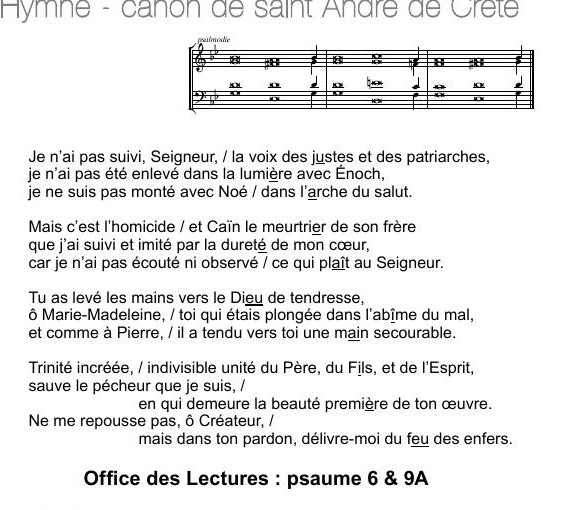 Hymne - canon de saint André de Crète
psalmodie
Je n’ai pas suivi, Seigneur, / la voix des justes et des patriarches,
je n’ai pas été enlevé dans la lumière avec Énoch,
je ne suis pas monté avec Noé / dans l’arche du salut.
Mais c’est l’homicide / et Caïn le meurtrier de son frère
que j’ai suivi et imité par la dureté de mon cœur,
car je n’ai pas écouté ni observé / ce qui plaît au Seigneur.
Tu as levé les mains vers le Dieu de tendresse,
ô Marie-Madeleine, / toi qui étais plongée dans l’abîme du mal,
et comme à Pierre, / il a tendu vers toi une main secourable.
Trinité incréée, / indivisible unité du Père, du Fils, et de l’Esprit,
sauve le pécheur que je suis, /
en qui demeure la beauté première de ton œuvre.
Ne me repousse pas, ô Créateur, /
mais dans ton pardon, délivre-moi du feu des enfers.
Office des Lectures : psaume 6 & 9A